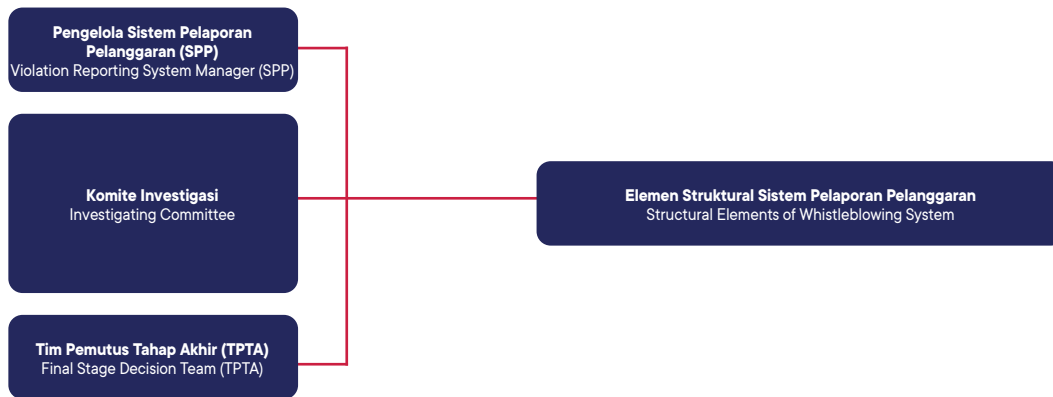 Pengelola Sistem Pelaporan
Pelanggaran (SPP)
Violation Reporting System Manager (SPP)
Komite Investigasi
Investigating Committee
Elemen Struktural Sistem Pelaporan Pelanggaran
Structural Elements of Whistleblowing System
Tim Pemutus Tahap Akhir (TPTA)
Final Stage Decision Team (TPTA)